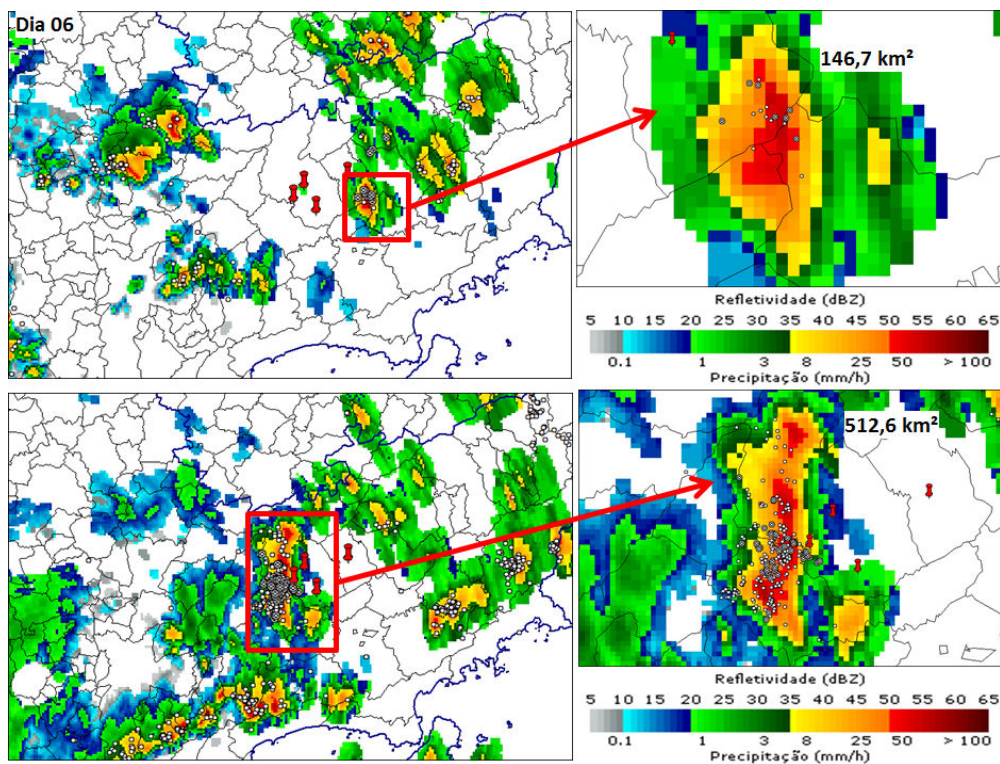 Dia 06
146,7 km²
Refletividade (dBZ)
5 10 15 20 25 30 35 40 45 50 55 60 65
0.1 1 3 8 25 50 > 100
Precipitação (mm/h)
512,6 km²
Refletividade (dBZ)
5 10 15 20 25 30 35 40 45 50 55 60 65
0.1 1 3 8 25 50 > 100
Precipitação (mm/h)